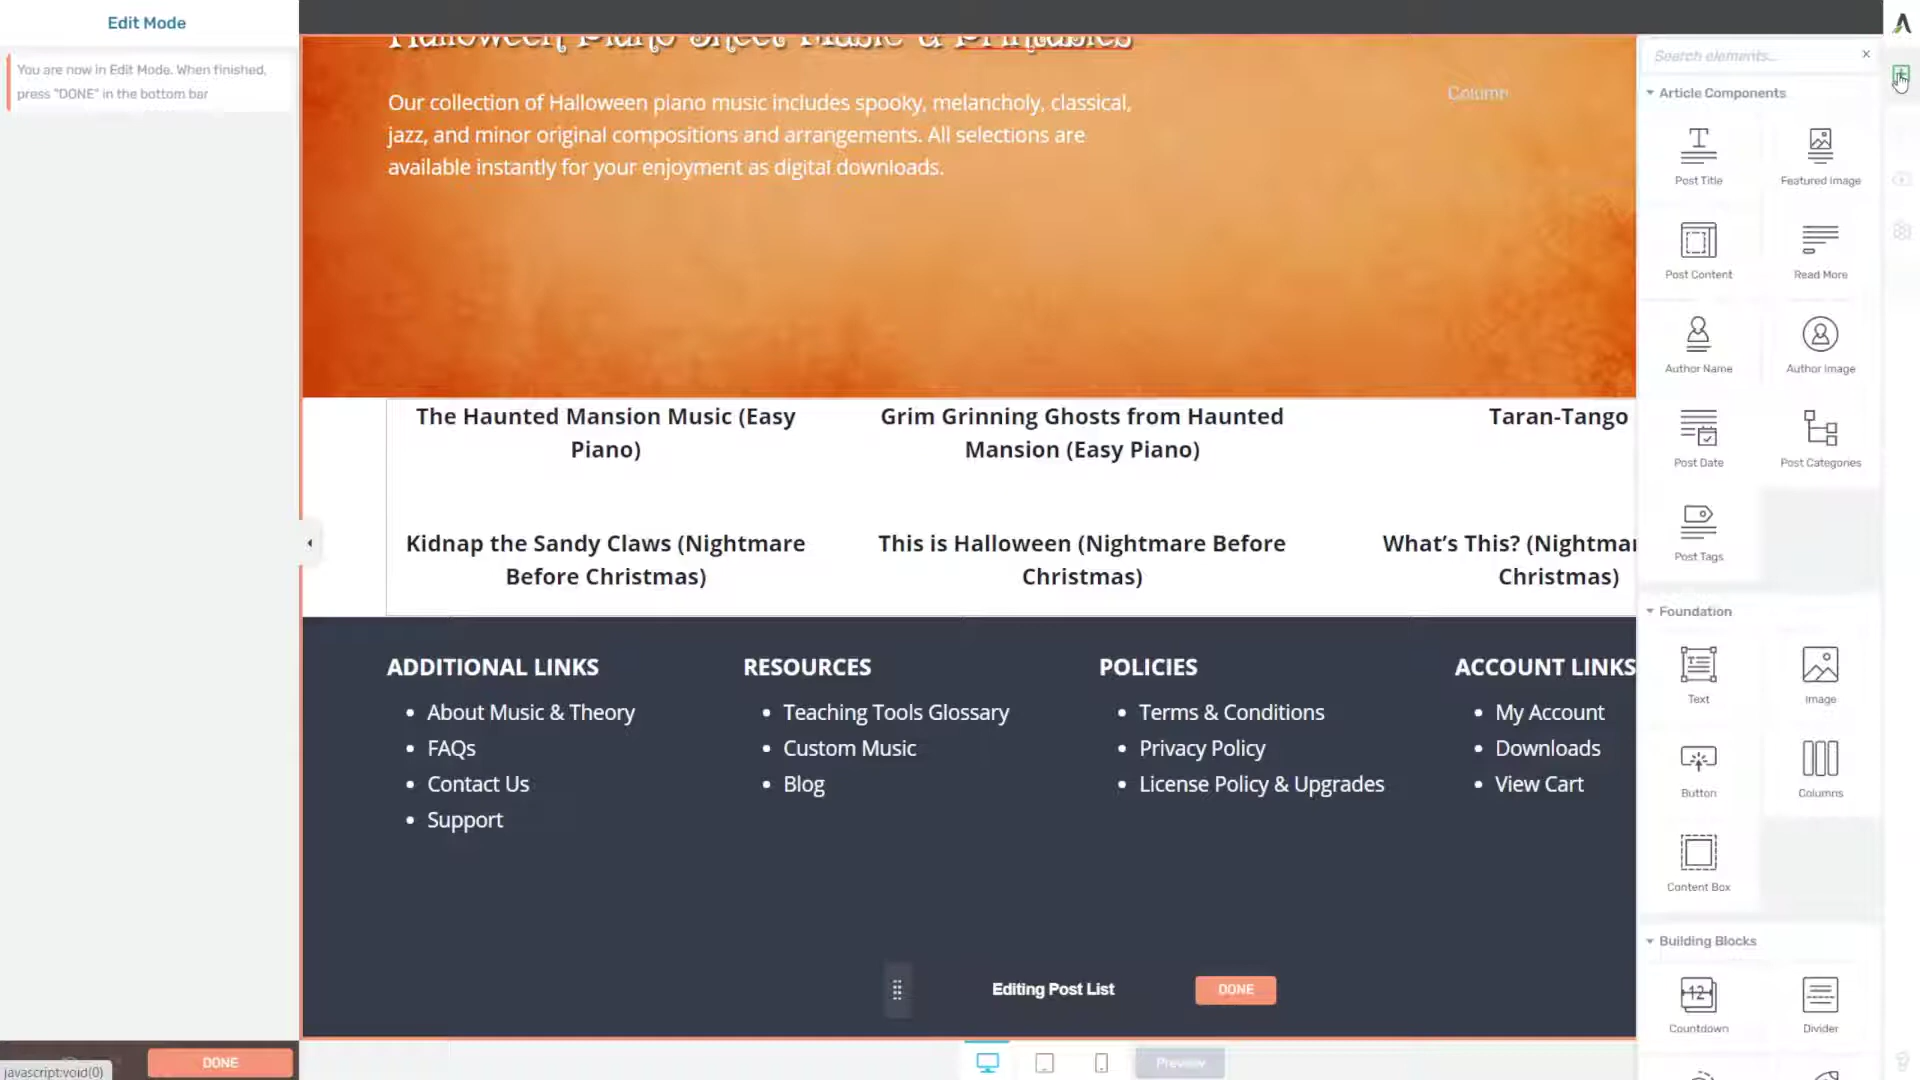 Edit Mode
You are now in Edit Mode. When finished,
press "DONE" in the bottom bar
Halloween Piano Sheet Music & Printables
Our collection of Halloween piano music includes spooky, melancholy, classical,
jazz, and minor original compositions and arrangements. All selections are
available instantly for your enjoyment as digital downloads.
Column
The Haunted Mansion Music (Easy
Piano)
Grim Grinning Ghosts from Haunted
Mansion (Easy Piano)
Taran-Tango
Kidnap the Sandy Claws (Nightmare
Before Christmas)
This is Halloween (Nightmare Before
Christmas)
What’s This? (Nightmar
Christmas)
ADDITIONAL LINKS
• About Music & Theory
• FAQs
• Contact Us
• Support
RESOURCES
• Teaching Tools Glossary
• Custom Music
• Blog
POLICIES
• Terms & Conditions
• Privacy Policy
• License Policy & Upgrades
ACCOUNT LINKS
• My Account
• Downloads
• View Cart
Editing Post List
DONE
DONE
javascript:void(0)
Preview
Search elements...
Article Components
Post Title
Featured Image
Post Content
Read More
Author Name
Author Image
Post Date
Post Categories
Post Tags
Foundation
Text
Image
Button
Columns
Content Box
Building Blocks
12
Countdown
Divider